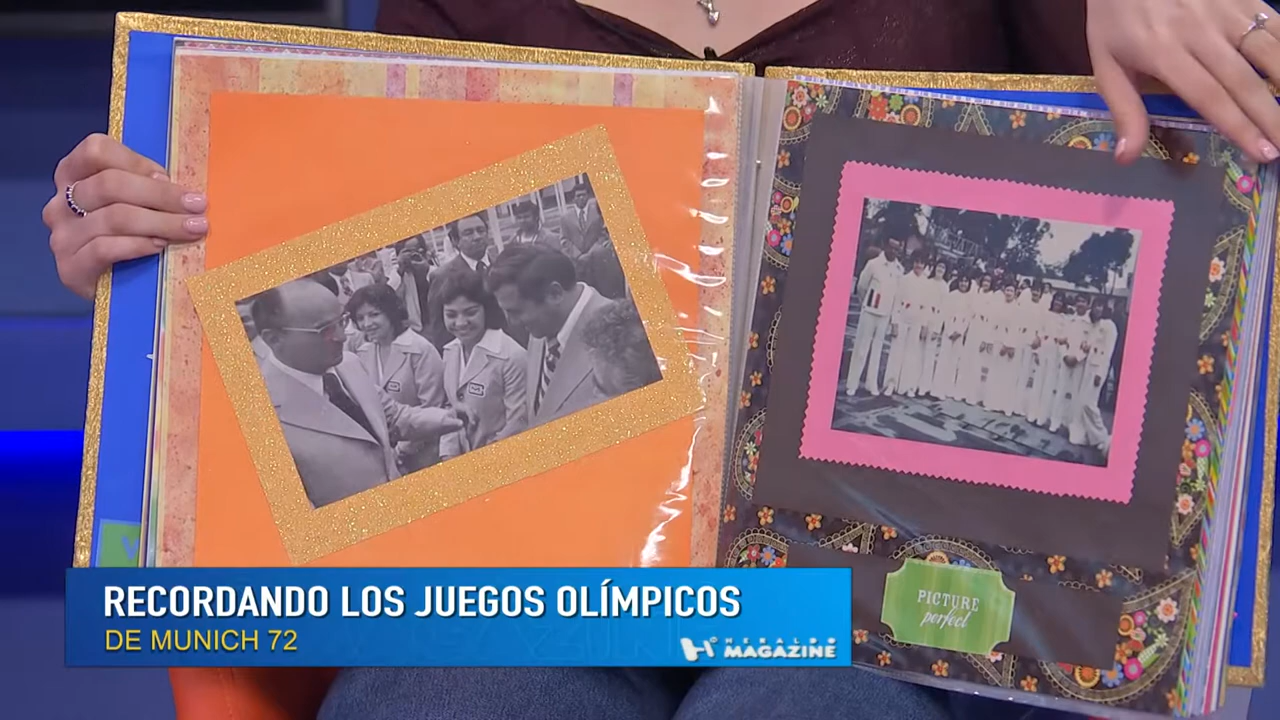 PICTURE
perfect
RECORDANDO LOS JUEGOS OLÍMPICOS
DE MUNICH 72
HERALDO
MAGAZINE